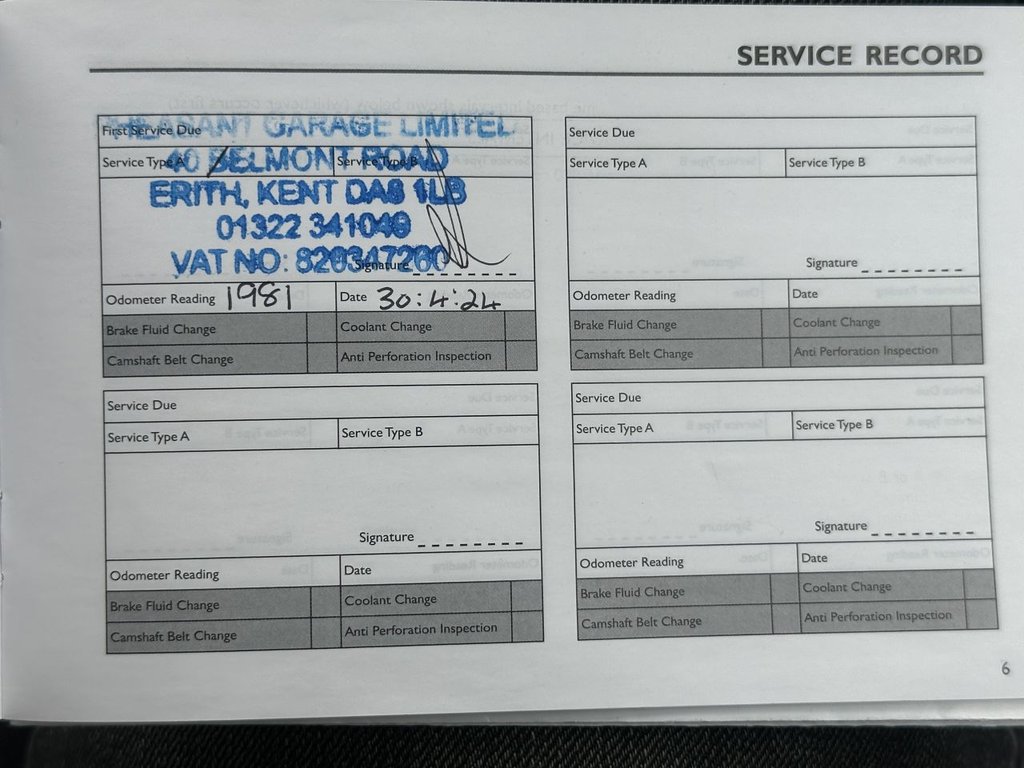 SERVICE RECORD
First Service Due
GARAGE LIMITED
Service Type A
Service Type B
40 BELMONT ROAD
ERITH, KENT DA8 1LB
01322 341049
VAT NO:
Signature
Odometer Reading 1981
Date 30:4:24
Brake Fluid Change
Coolant Change
Camshaft Belt Change
Anti Perforation Inspection
Service Due
Service Type A
Service Type B
Signature
Odometer Reading
Date
Brake Fluid Change
Coolant Change
Camshaft Belt Change
Anti Perforation Inspection
Service Due
Service Type A
Service Type B
Signature
Odometer Reading
Date
Brake Fluid Change
Coolant Change
Camshaft Belt Change
Anti Perforation Inspection
Service Due
Service Type A
Service Type B
Signature
Odometer Reading
Date
Brake Fluid Change
Coolant Change
Camshaft Belt Change
Anti Perforation Inspection
6